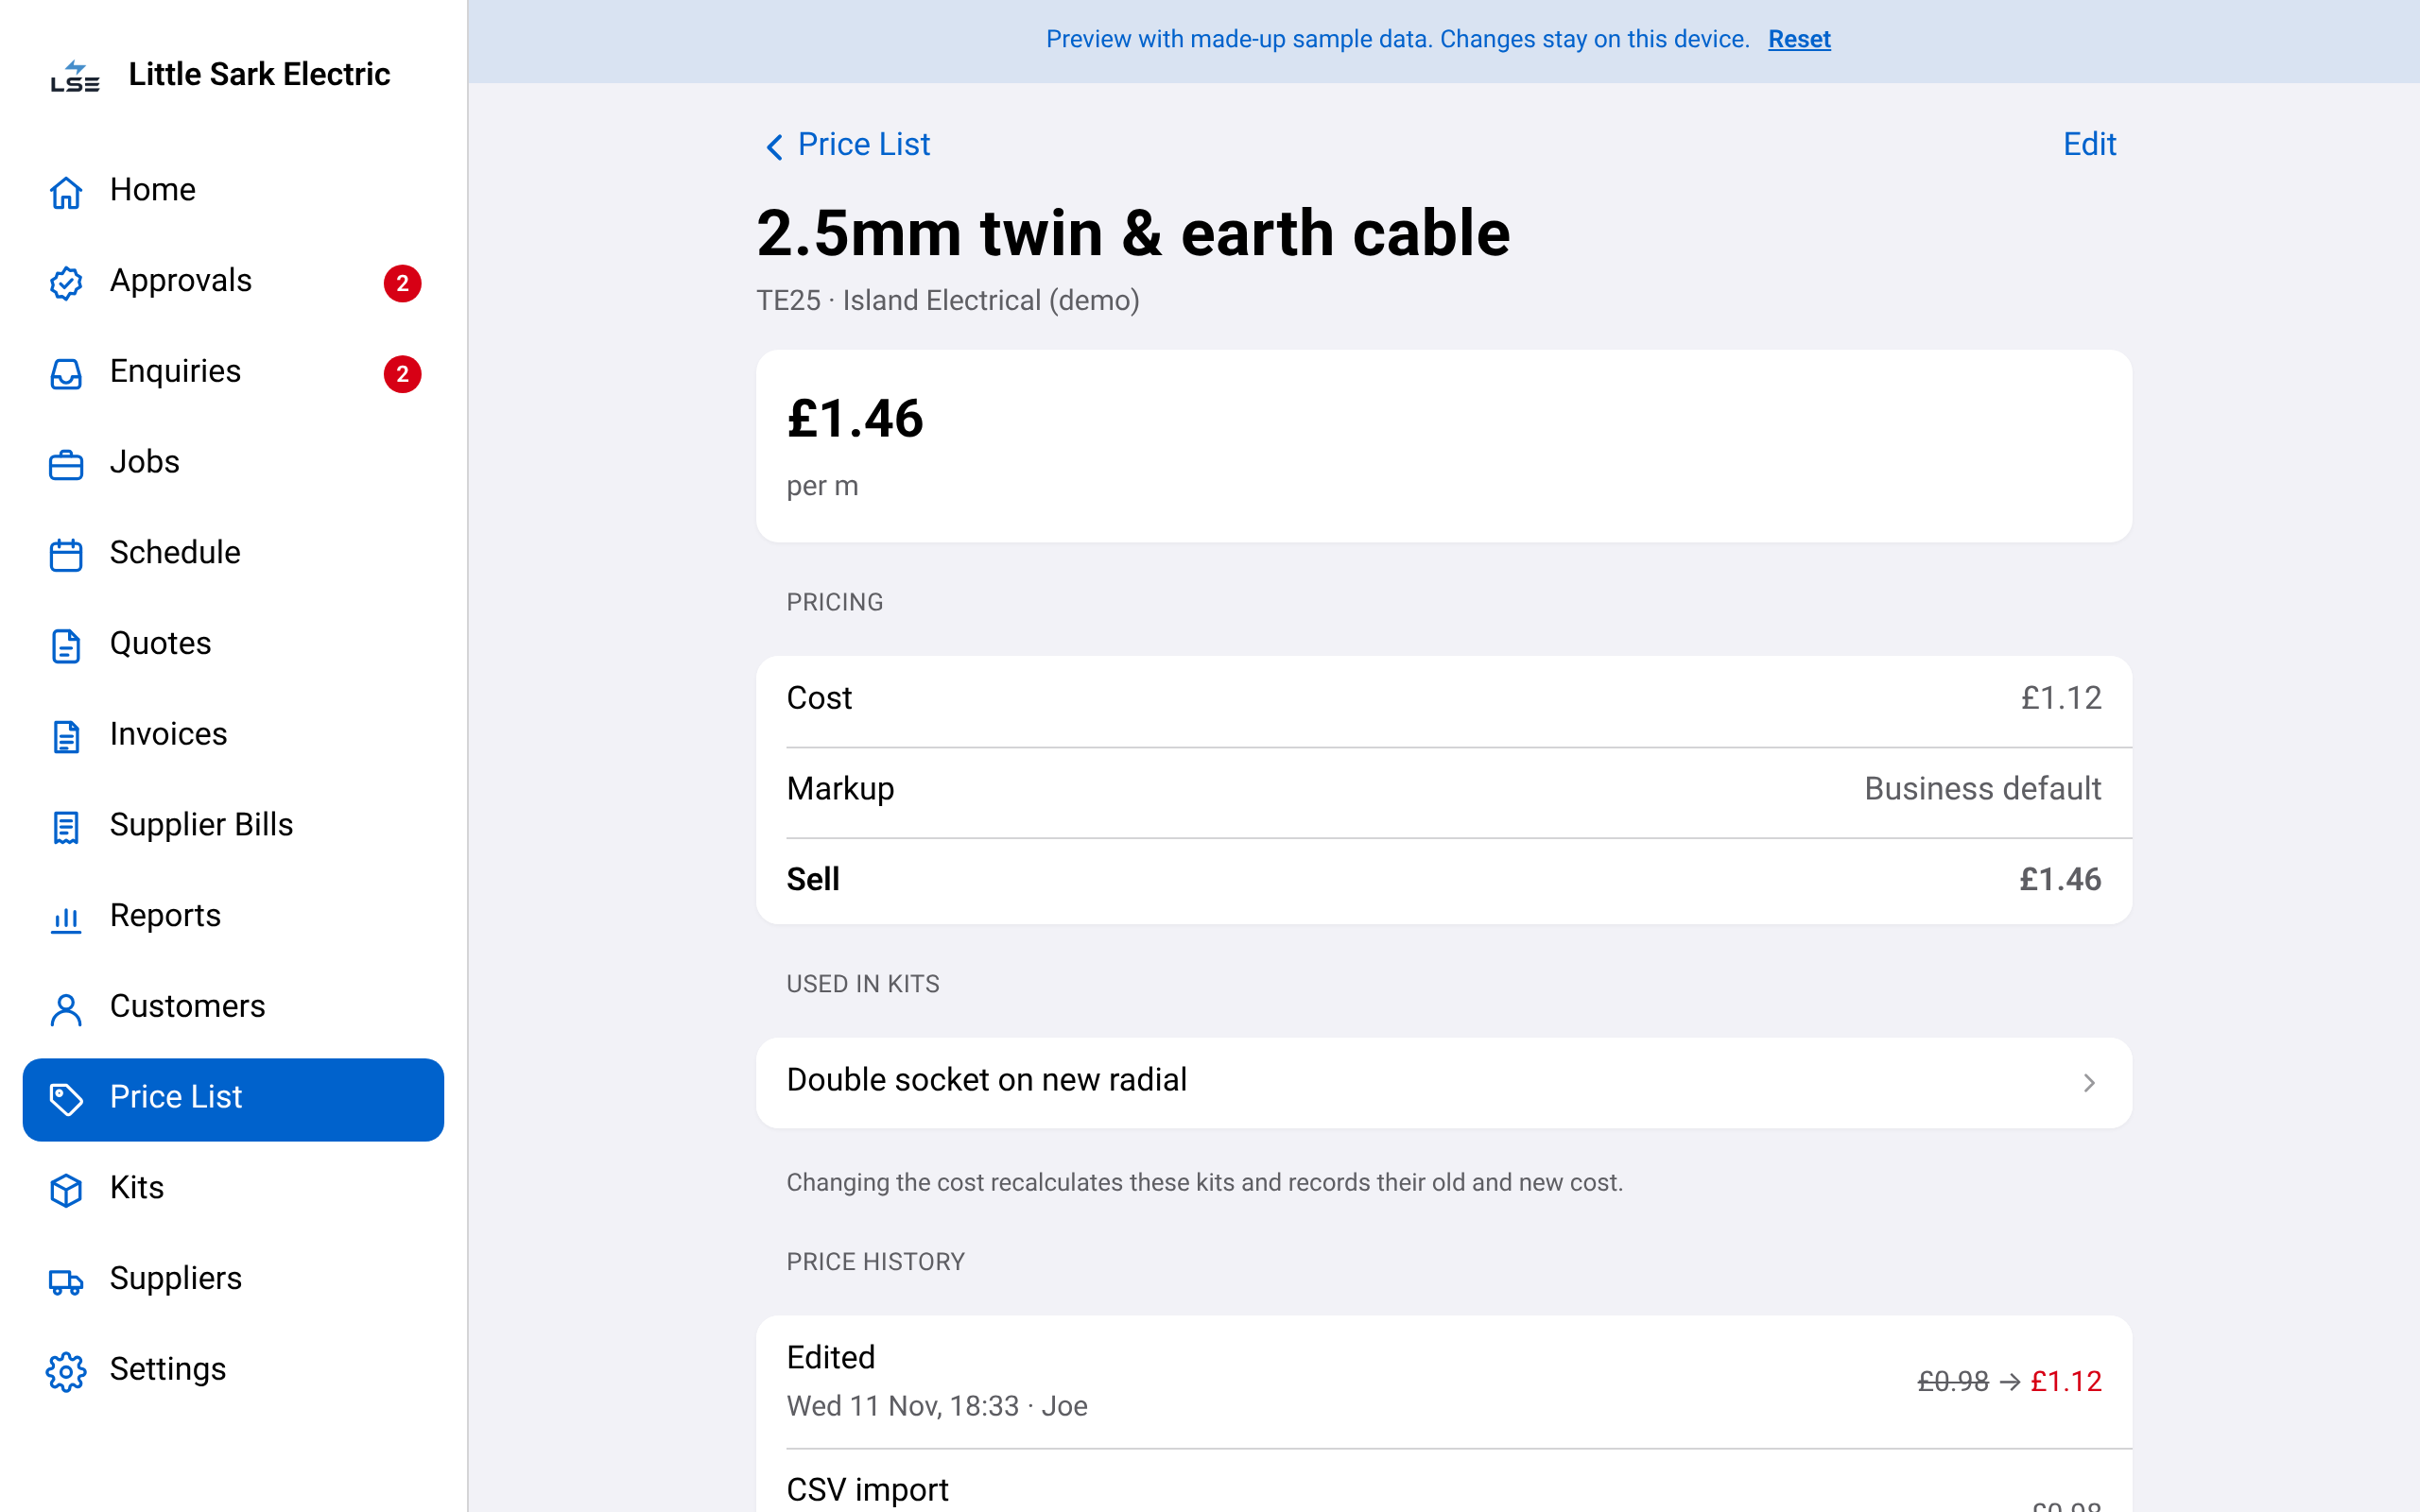 Preview with made-up sample data. Changes stay on this device. Reset
LSE Little Sark Electric
Home
Approvals 2
Enquiries 2
Jobs
Schedule
Quotes
Invoices
Supplier Bills
Reports
Customers
Price List
Kits
Suppliers
Settings
Price List Edit
2.5mm twin & earth cable
TE25 · Island Electrical (demo)
£1.46
per m
PRICING
Cost £1.12
Markup Business default
Sell £1.46
USED IN KITS
Double socket on new radial
Changing the cost recalculates these kits and records their old and new cost.
PRICE HISTORY
Edited
£0.98 → £1.12
Wed 11 Nov, 18:33 · Joe
CSV import
£0.98